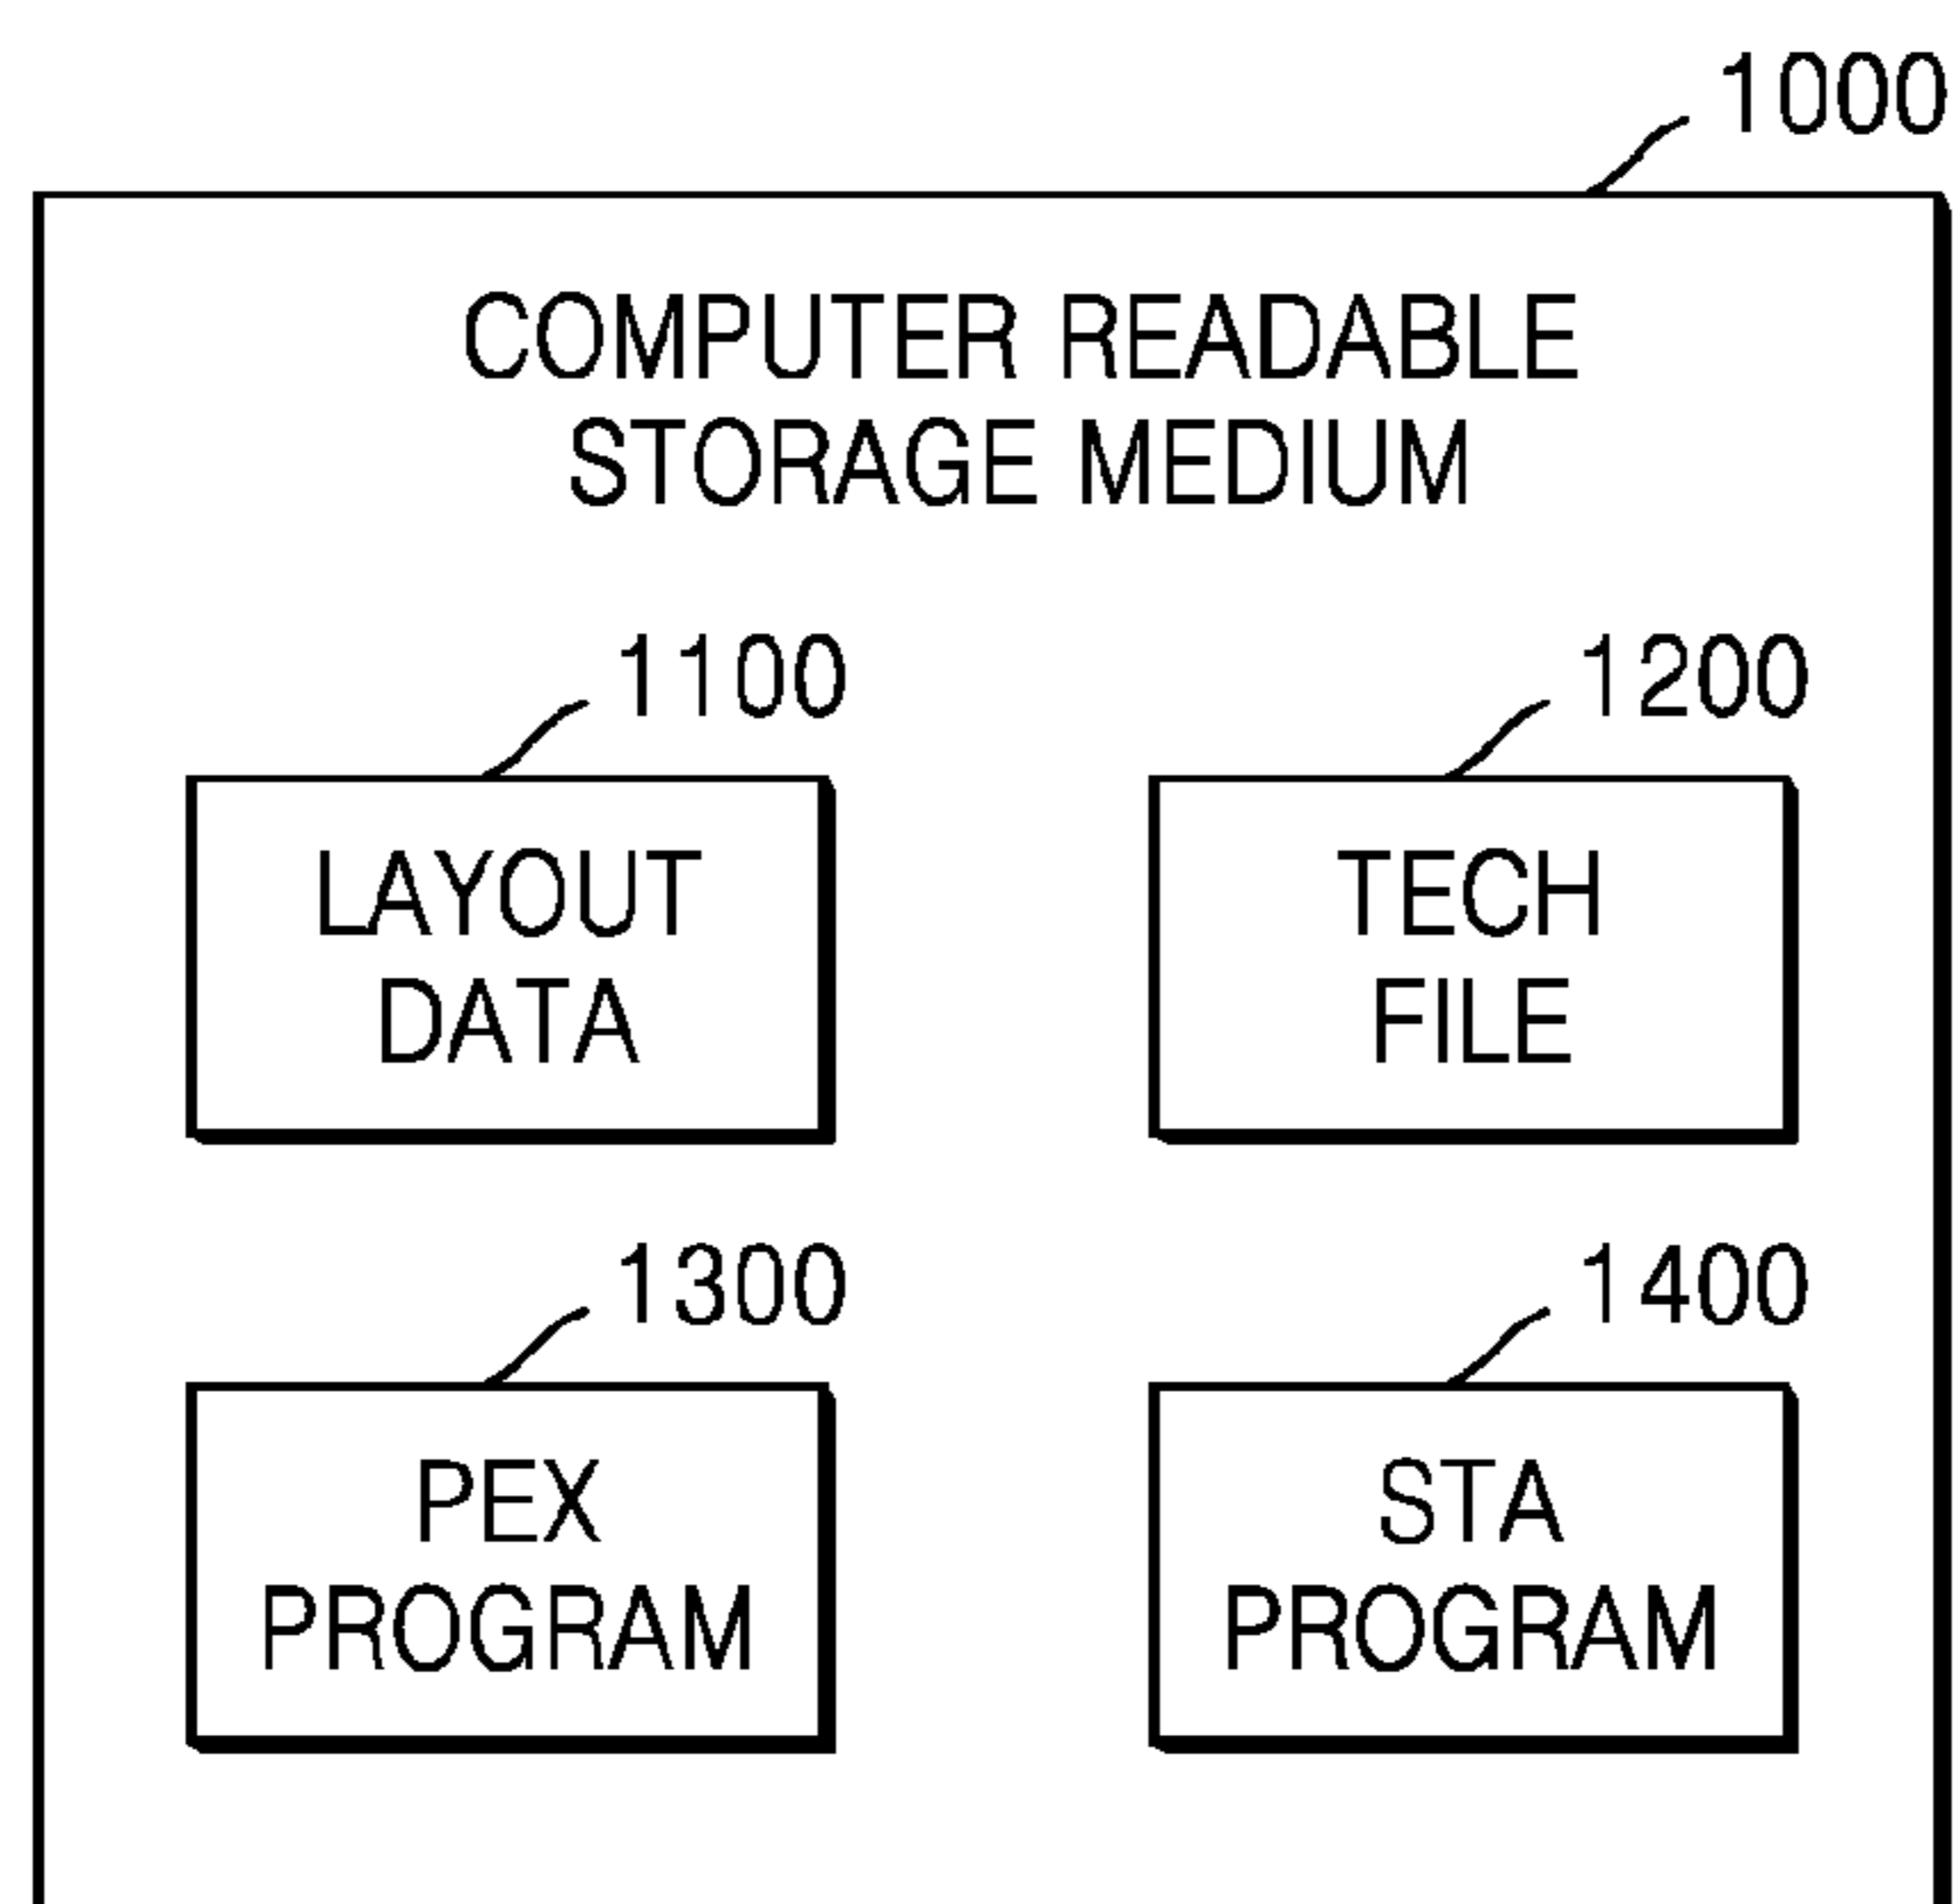 1000
COMPUTER READABLE
STORAGE MEDIUM
1100
LAYOUT
DATA
1200
TECH
FILE
1300
PEX
PROGRAM
1400
STA
PROGRAM